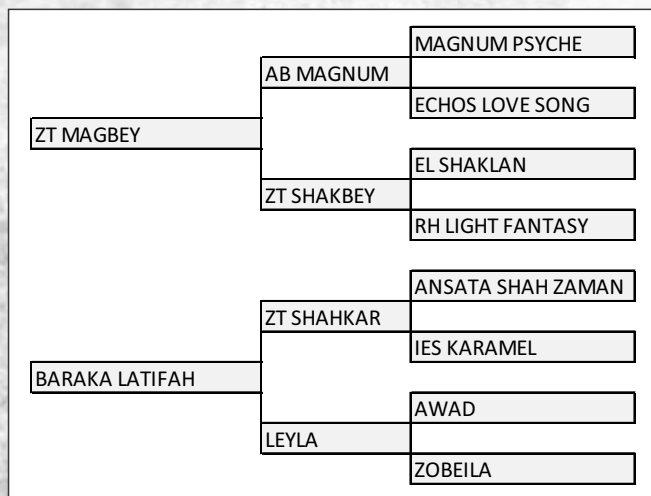 MAGNUM PSYCHE
AB MAGNUM
ECHOS LOVE SONG
ZT MAGBEY
EL SHAKLAN
ZT SHAKBEY
RH LIGHT FANTASY
ANSATA SHAH ZAMAN
ZT SHAHKAR
IES KARAMEL
BARAKA LATIFAH
AWAD
LEYLA
ZOBEILA